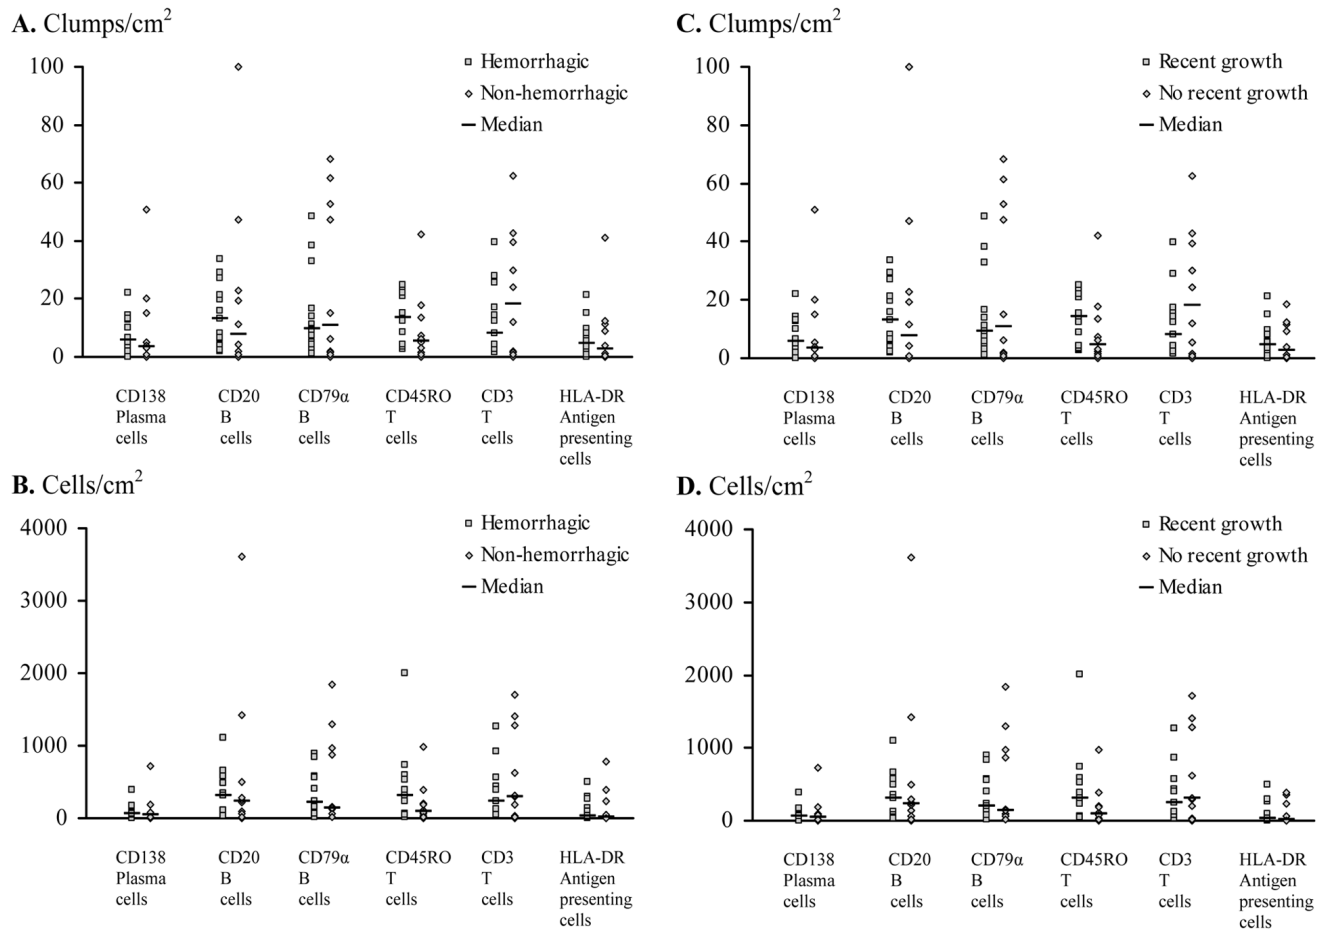 A. Clumps/cm²
Hemorrhagic
Non-hemorrhagic
Median
100
80
60
40
20
0
CD138 CD20 CD79α CD45RO CD3 HLA-DR
Plasma B B T T Antigen
cells cells cells cells cells presenting
cells
C. Clumps/cm²
Recent growth
No recent growth
Median
100
80
60
40
20
0
CD138 CD20 CD79α CD45RO CD3 HLA-DR
Plasma B B T T Antigen
cells cells cells cells cells presenting
cells
B. Cells/cm²
Hemorrhagic
Non-hemorrhagic
Median
4000
3000
2000
1000
0
CD138 CD20 CD79α CD45RO CD3 HLA-DR
Plasma B B T T Antigen
cells cells cells cells cells presenting
cells
D. Cells/cm²
Recent growth
No recent growth
Median
4000
3000
2000
1000
0
CD138 CD20 CD79α CD45RO CD3 HLA-DR
Plasma B B T T Antigen
cells cells cells cells cells presenting
cells